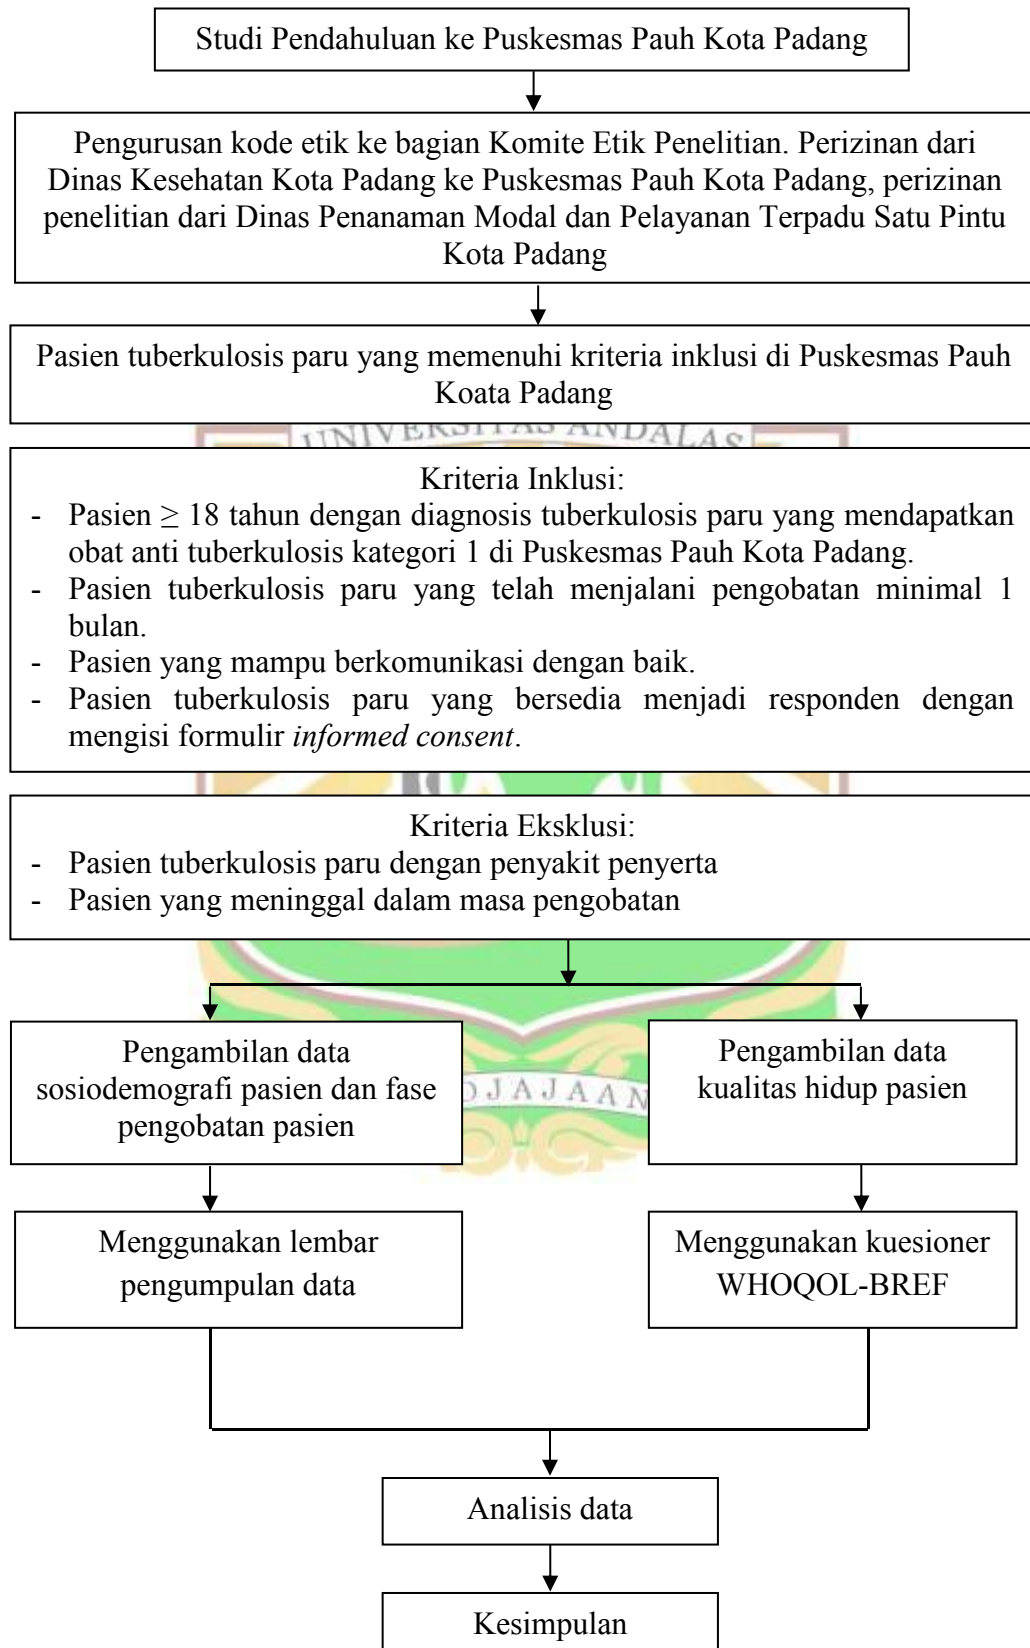 Studi Pendahuluan ke Puskesmas Pauh Kota Padang
Pengurusan kode etik ke bagian Komite Etik Penelitian. Perizinan dari
Dinas Kesehatan Kota Padang ke Puskesmas Pauh Kota Padang, perizinan
penelitian dari Dinas Penanaman Modal dan Pelayanan Terpadu Satu Pintu
Kota Padang
Pasien tuberkulosis paru yang memenuhi kriteria inklusi di Puskesmas Pauh
Koata Padang
UNIVERSITAS ANDALAS
Kriteria Inklusi:
- Pasien ≥ 18 tahun dengan diagnosis tuberkulosis paru yang mendapatkan
obat anti tuberkulosis kategori 1 di Puskesmas Pauh Kota Padang.
- Pasien tuberkulosis paru yang telah menjalani pengobatan minimal 1
bulan.
- Pasien yang mampu berkomunikasi dengan baik.
- Pasien tuberkulosis paru yang bersedia menjadi responden dengan
mengisi formulir informed consent.
Kriteria Eksklusi:
- Pasien tuberkulosis paru dengan penyakit penyerta
- Pasien yang meninggal dalam masa pengobatan
Pengambilan data
sosiodemografi pasien dan fase
pengobatan pasien
Pengambilan data
kualitas hidup pasien
DJAJAAN
Menggunakan lembar
pengumpulan data
Menggunakan kuesioner
WHOQOL-BREF
Analisis data
Kesimpulan